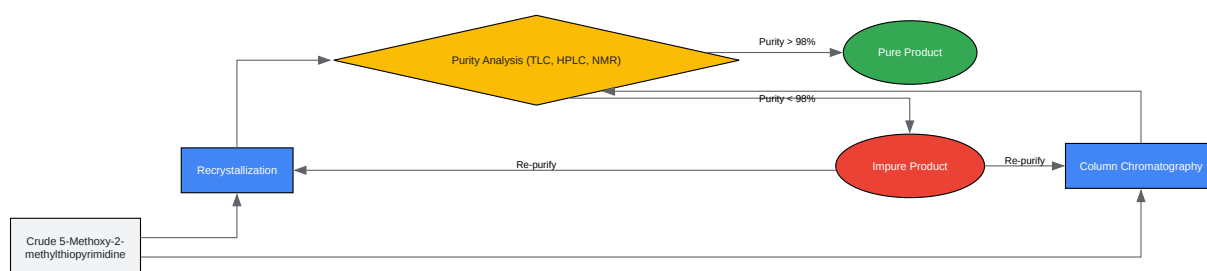 Purity > 98%
Pure Product
Purity Analysis (TLC, HPLC, NMR)
Purity < 98%
Re-purify
Re-purify
Recrystallization
Impure Product
Column Chromatography
Crude 5-Methoxy-2-
methylthiopyrimidine